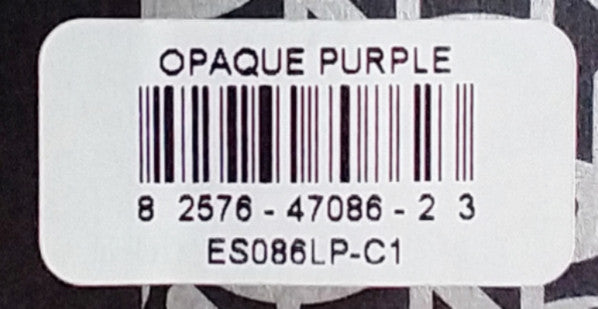 OPAQUE PURPLE
8 2576 - 47086 - 2 3
ES086LP-C1